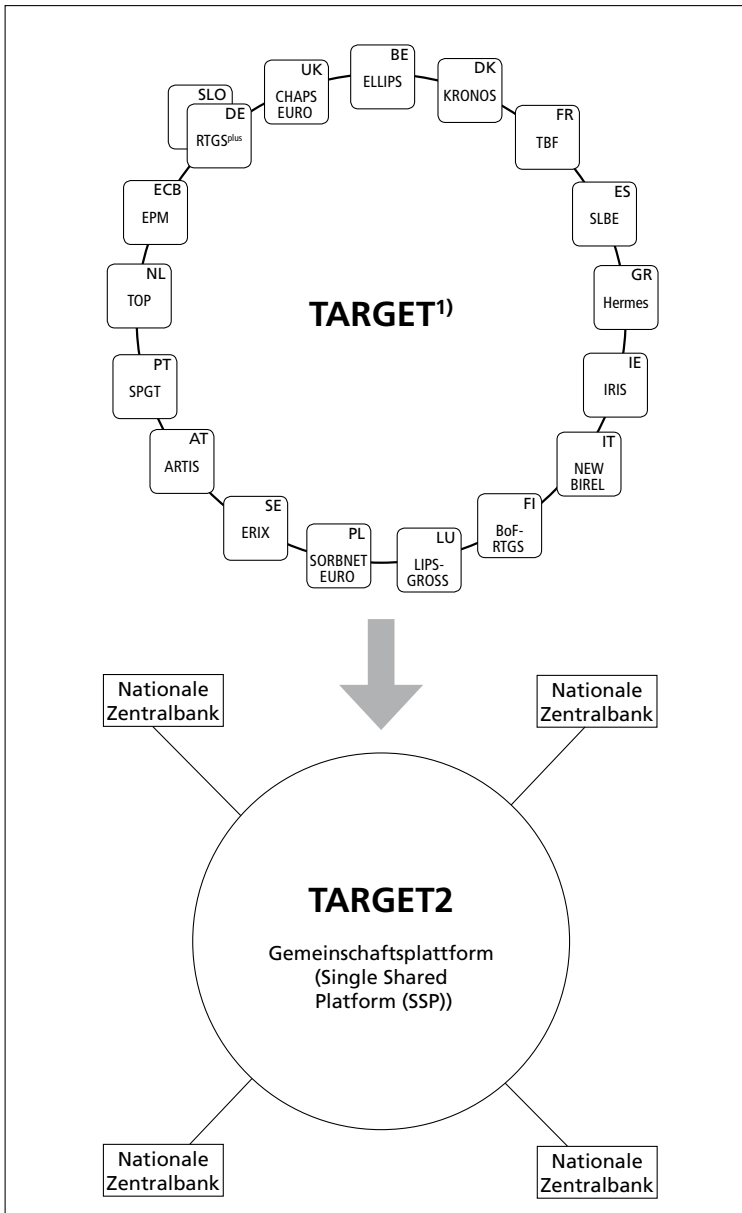 BE
ELLIPS
DK
KRONOS
FR
TBF
ES
SLBE
GR
Hermes
IE
IRIS
IT
NEW
BIREL
FI
BoF-
RTGS
LU
LIPS-
GROSS
PL
SORBNET
EURO
SE
ERIX
AT
ARTIS
PT
SPGT
NL
TOP
ECB
EPM
SLO
DE
RTGSplus
UK
CHAPS
EURO
TARGET1)
Nationale
Zentralbank
Nationale
Zentralbank
TARGET2
Gemeinschaftsplattform
(Single Shared
Platform (SSP))
Nationale
Zentralbank
Nationale
Zentralbank